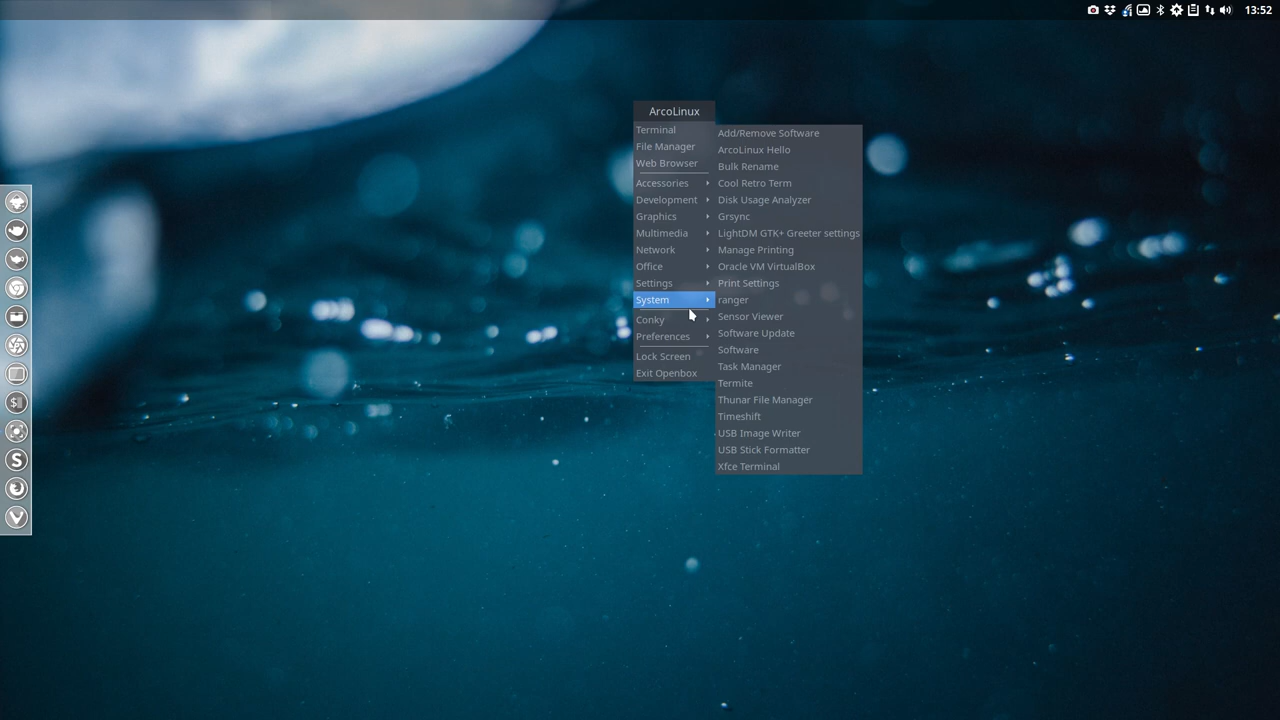 13:52
ArcoLinux
Terminal
File Manager
Web Browser
Accessories
Development
Graphics
Multimedia
Network
Office
Settings
System
Conky
Preferences
Lock Screen
Exit Openbox
Add/Remove Software
ArcoLinux Hello
Bulk Rename
Cool Retro Term
Disk Usage Analyzer
Grsync
LightDM GTK+ Greeter settings
Manage Printing
Oracle VM VirtualBox
Print Settings
ranger
Sensor Viewer
Software Update
Software
Task Manager
Termite
Thunar File Manager
Timeshift
USB Image Writer
USB Stick Formatter
Xfce Terminal